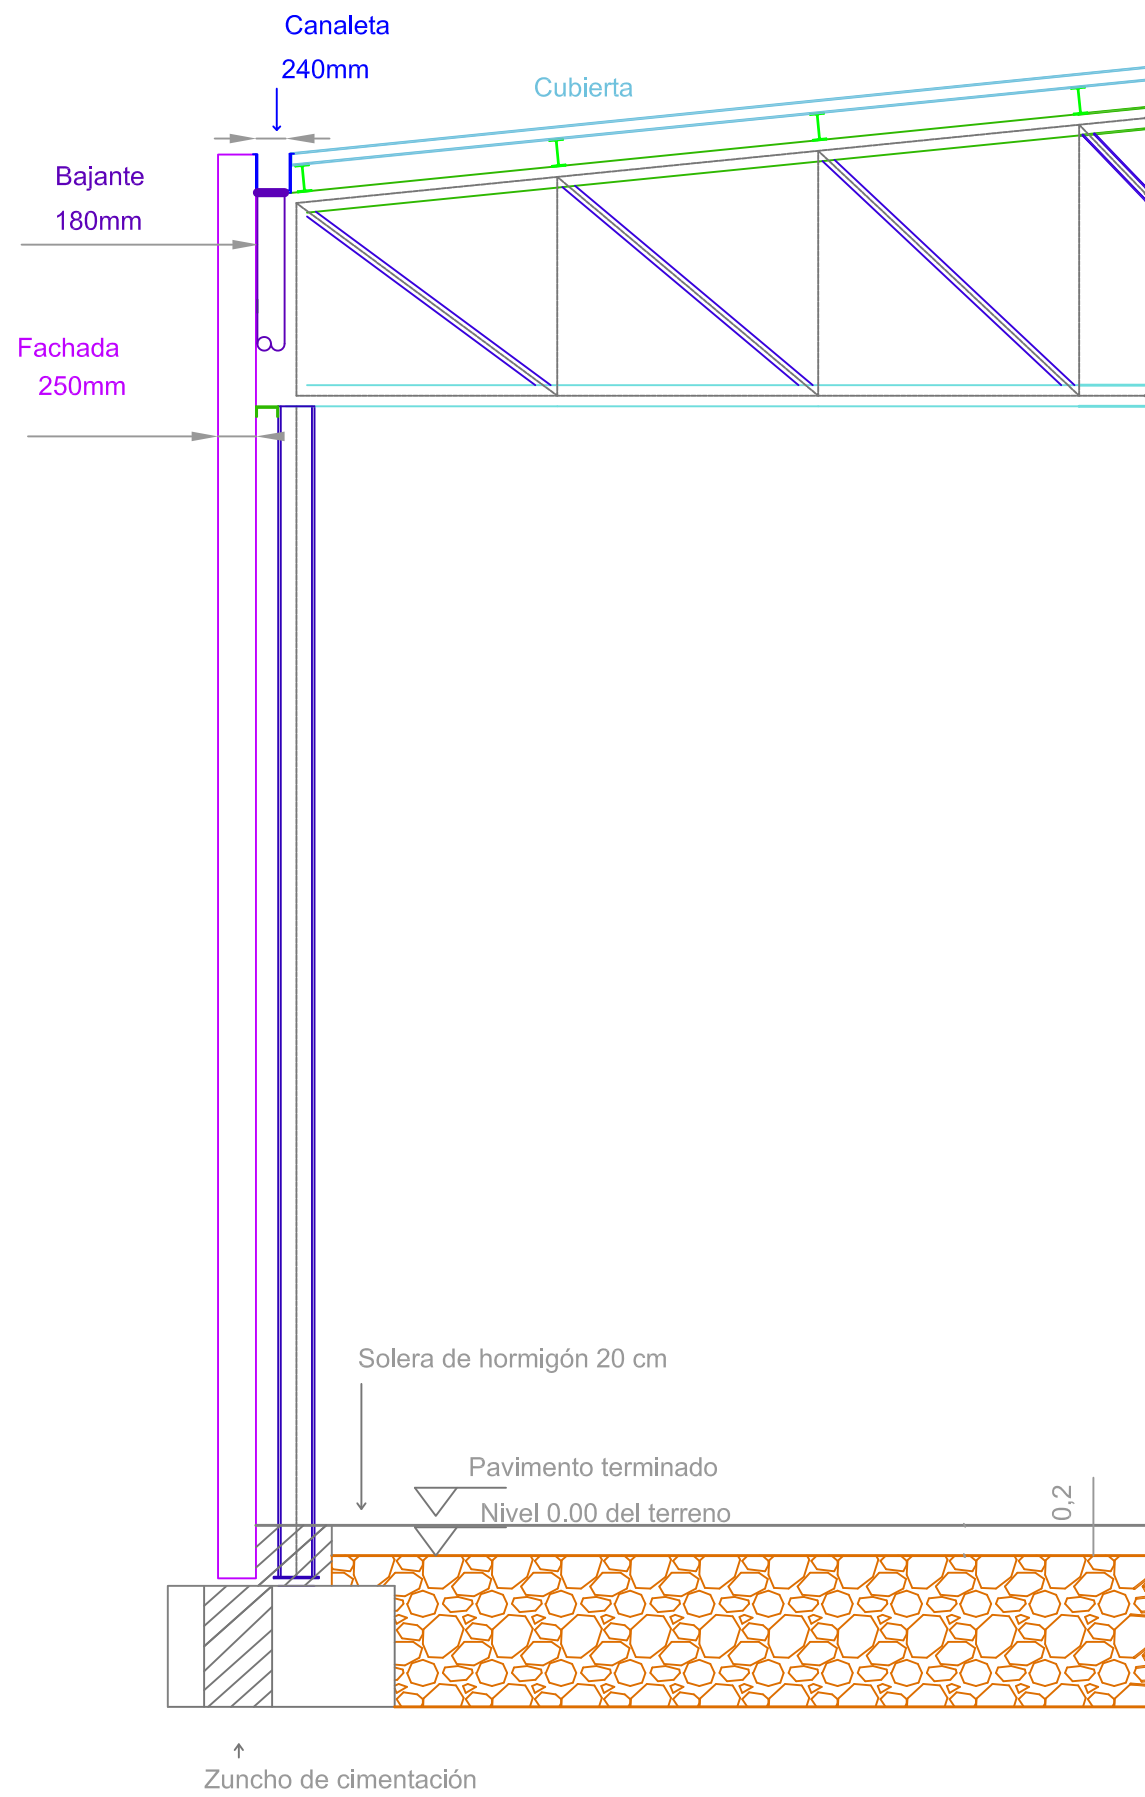 Canaleta
240mm
Cubierta
Bajante
180mm
Fachada
250mm
Solera de hormigón 20 cm
Pavimento terminado
Nivel 0.00 del terreno
0,2
Zuncho de cimentación